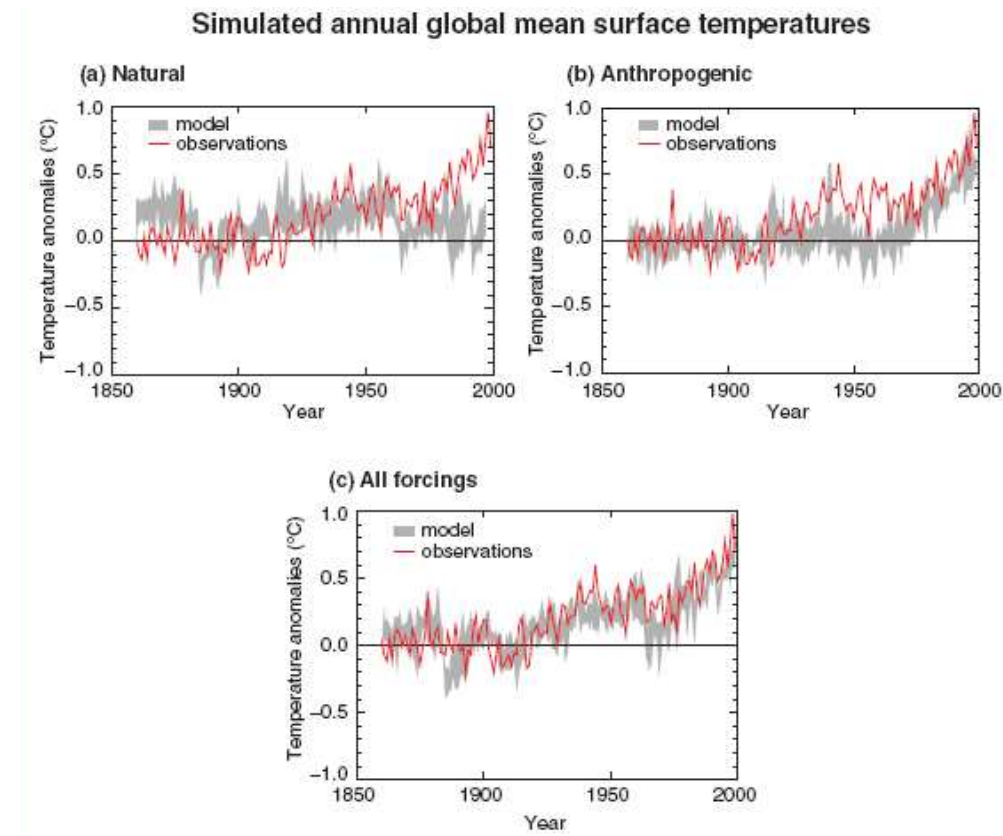 Simulated annual global mean surface temperatures
(a) Natural
Temperature anomalies (°C)
1.0
0.5
0.0
−0.5
−1.0
model
observations
1850 1900 1950 2000
Year
(b) Anthropogenic
Temperature anomalies (°C)
1.0
0.5
0.0
−0.5
−1.0
model
observations
1850 1900 1950 2000
Year
(c) All forcings
Temperature anomalies (°C)
1.0
0.5
0.0
−0.5
−1.0
model
observations
1850 1900 1950 2000
Year